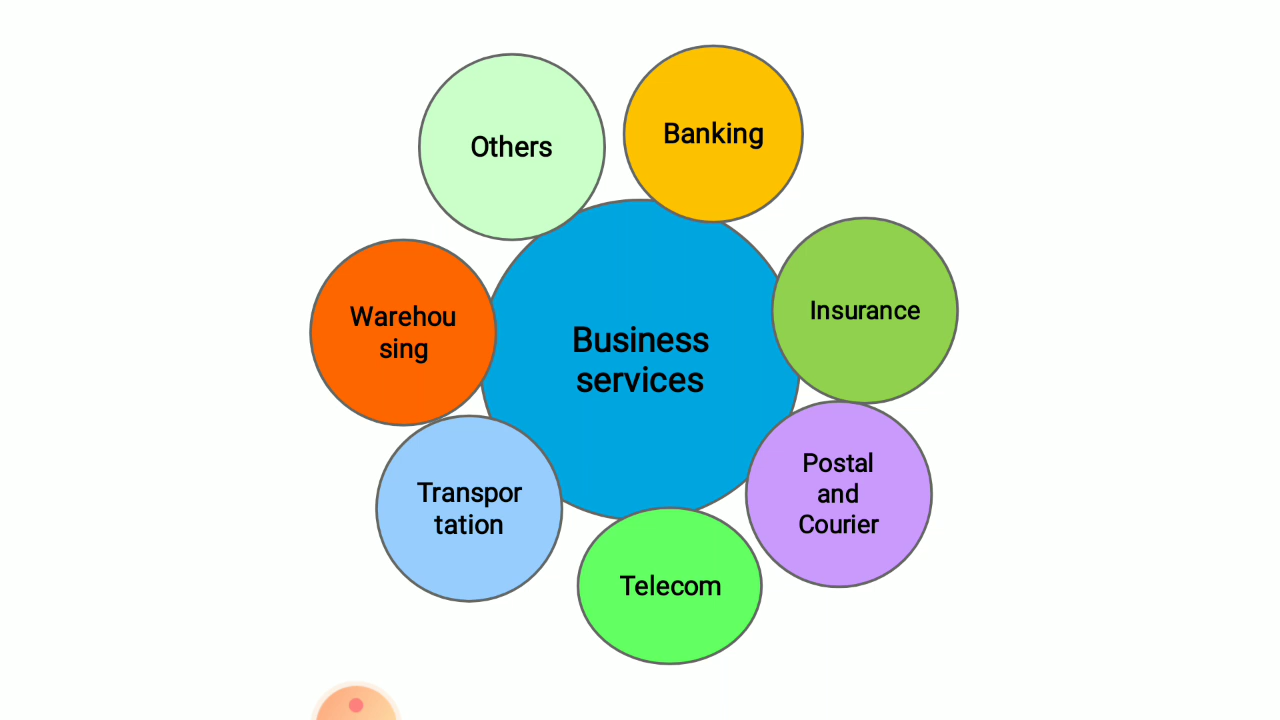 Others
Banking
Warehou
sing
Business
services
Insurance
Transpor
tation
Postal
and
Courier
Telecom